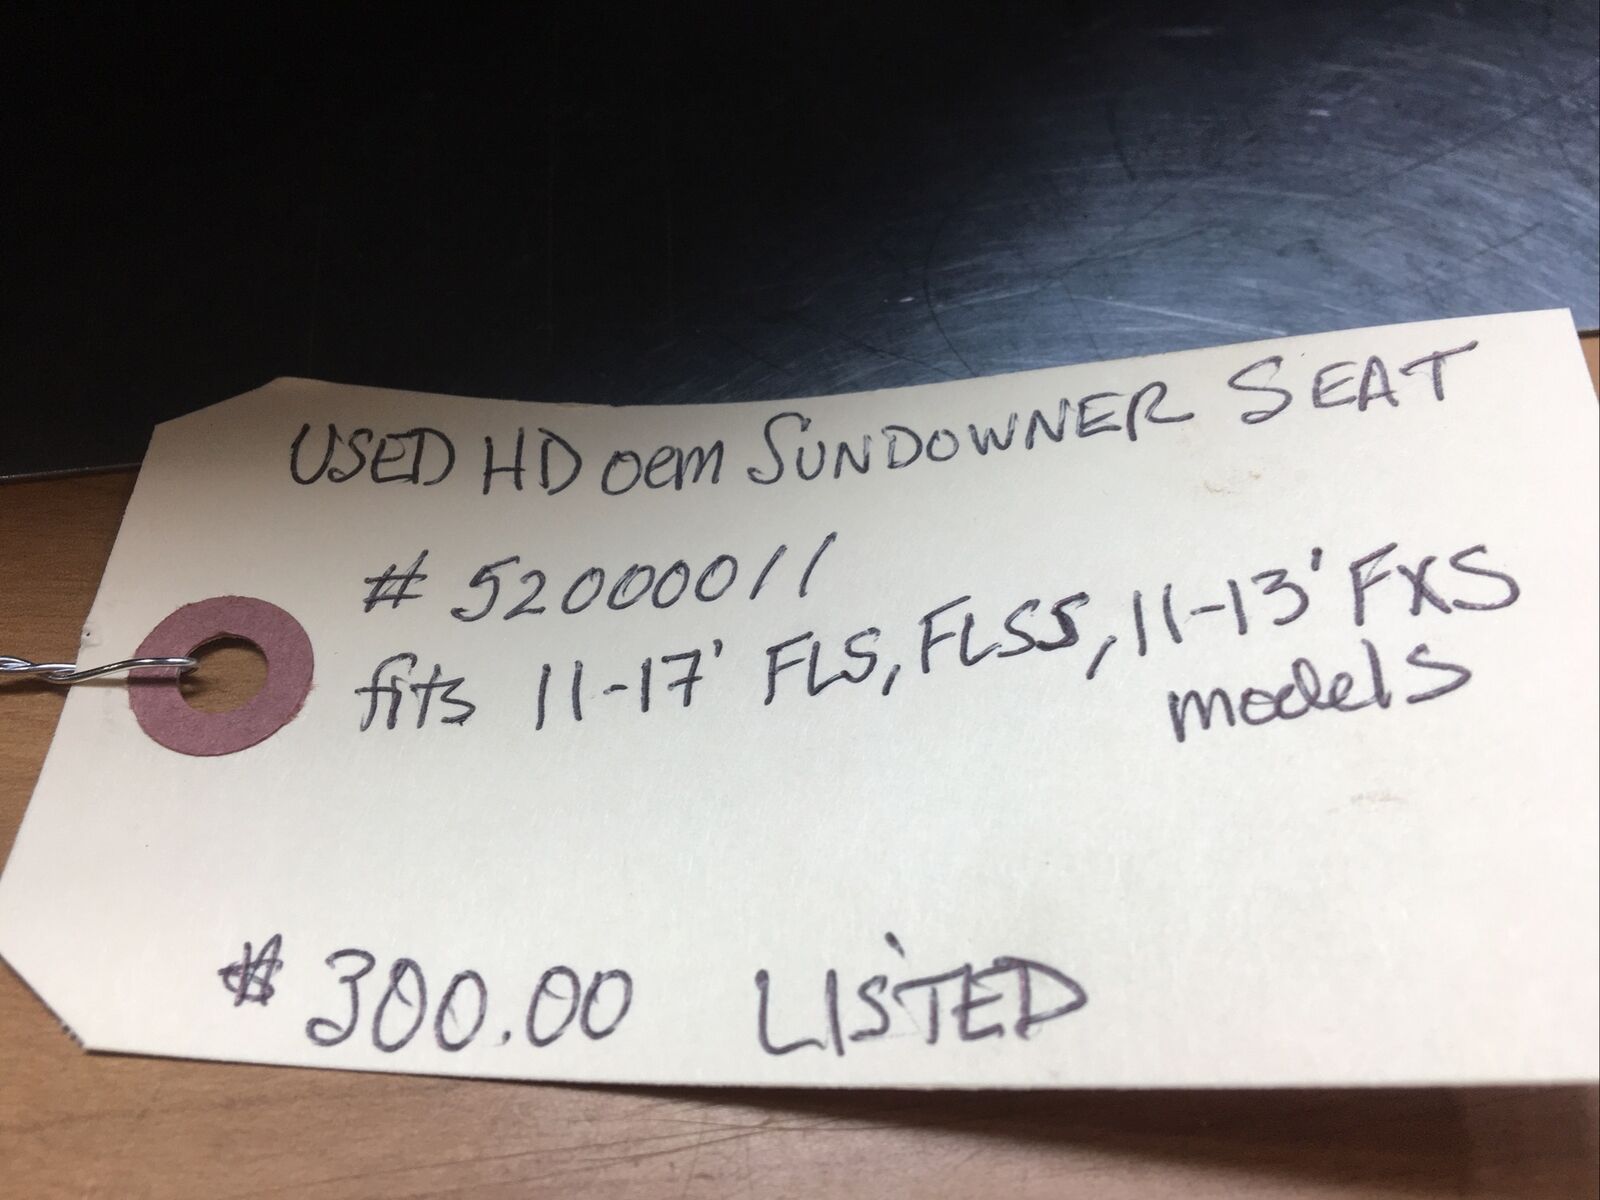 USED HD oem SUNDOWNER SEAT
# 52000011
fits 11-17' FLS, FLSS, 11-13' FXS
models
$300.00 LISTED